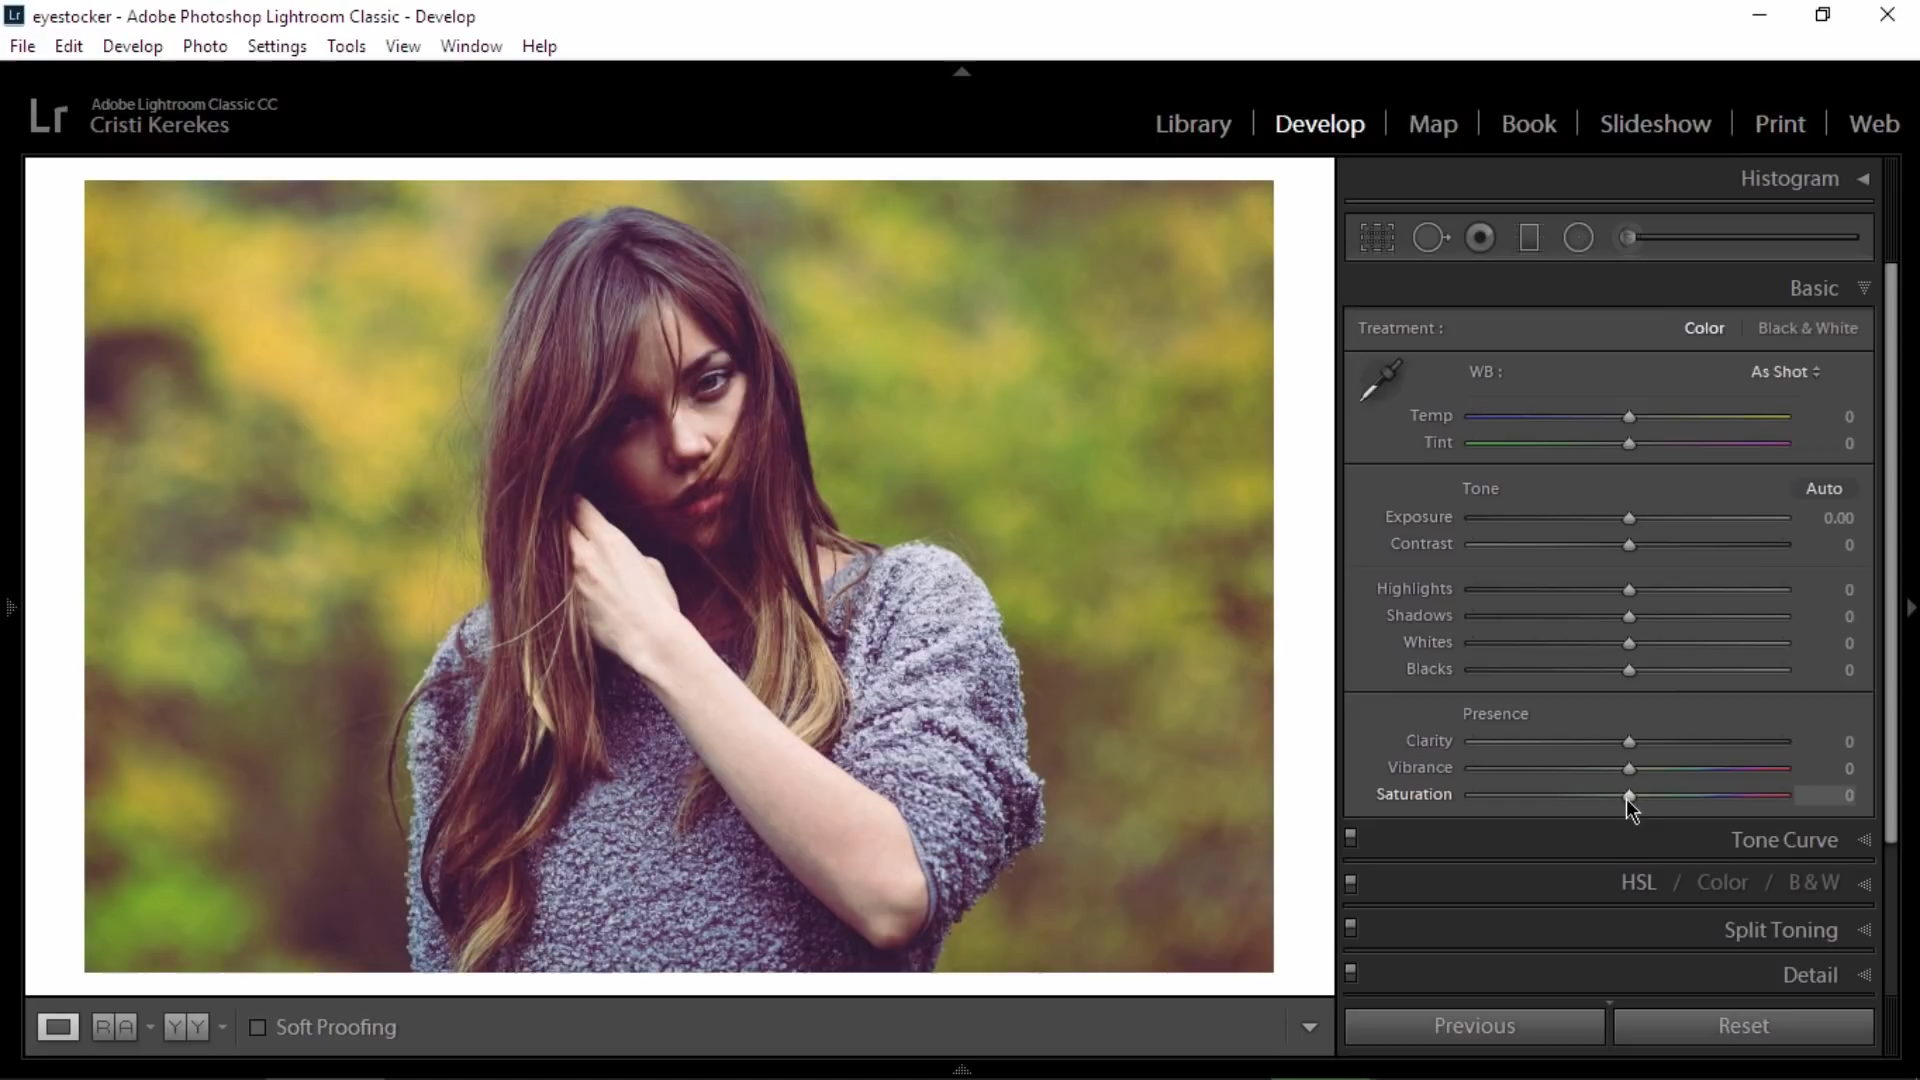 Lr eyestocker - Adobe Photoshop Lightroom Classic - Develop
File Edit Develop Photo Settings Tools View Window Help
Lr Adobe Lightroom Classic CC
Cristi Kerekes
Library | Develop | Map | Book | Slideshow | Print | Web
Histogram
Basic
Treatment : Color Black & White
WB : As Shot
Temp 0
Tint 0
Tone Auto
Exposure 0.00
Contrast 0
Highlights 0
Shadows 0
Whites 0
Blacks 0
Presence
Clarity 0
Vibrance 0
Saturation 0
Tone Curve
HSL / Color / B & W
Split Toning
Detail
R A Y Y Soft Proofing
Previous Reset